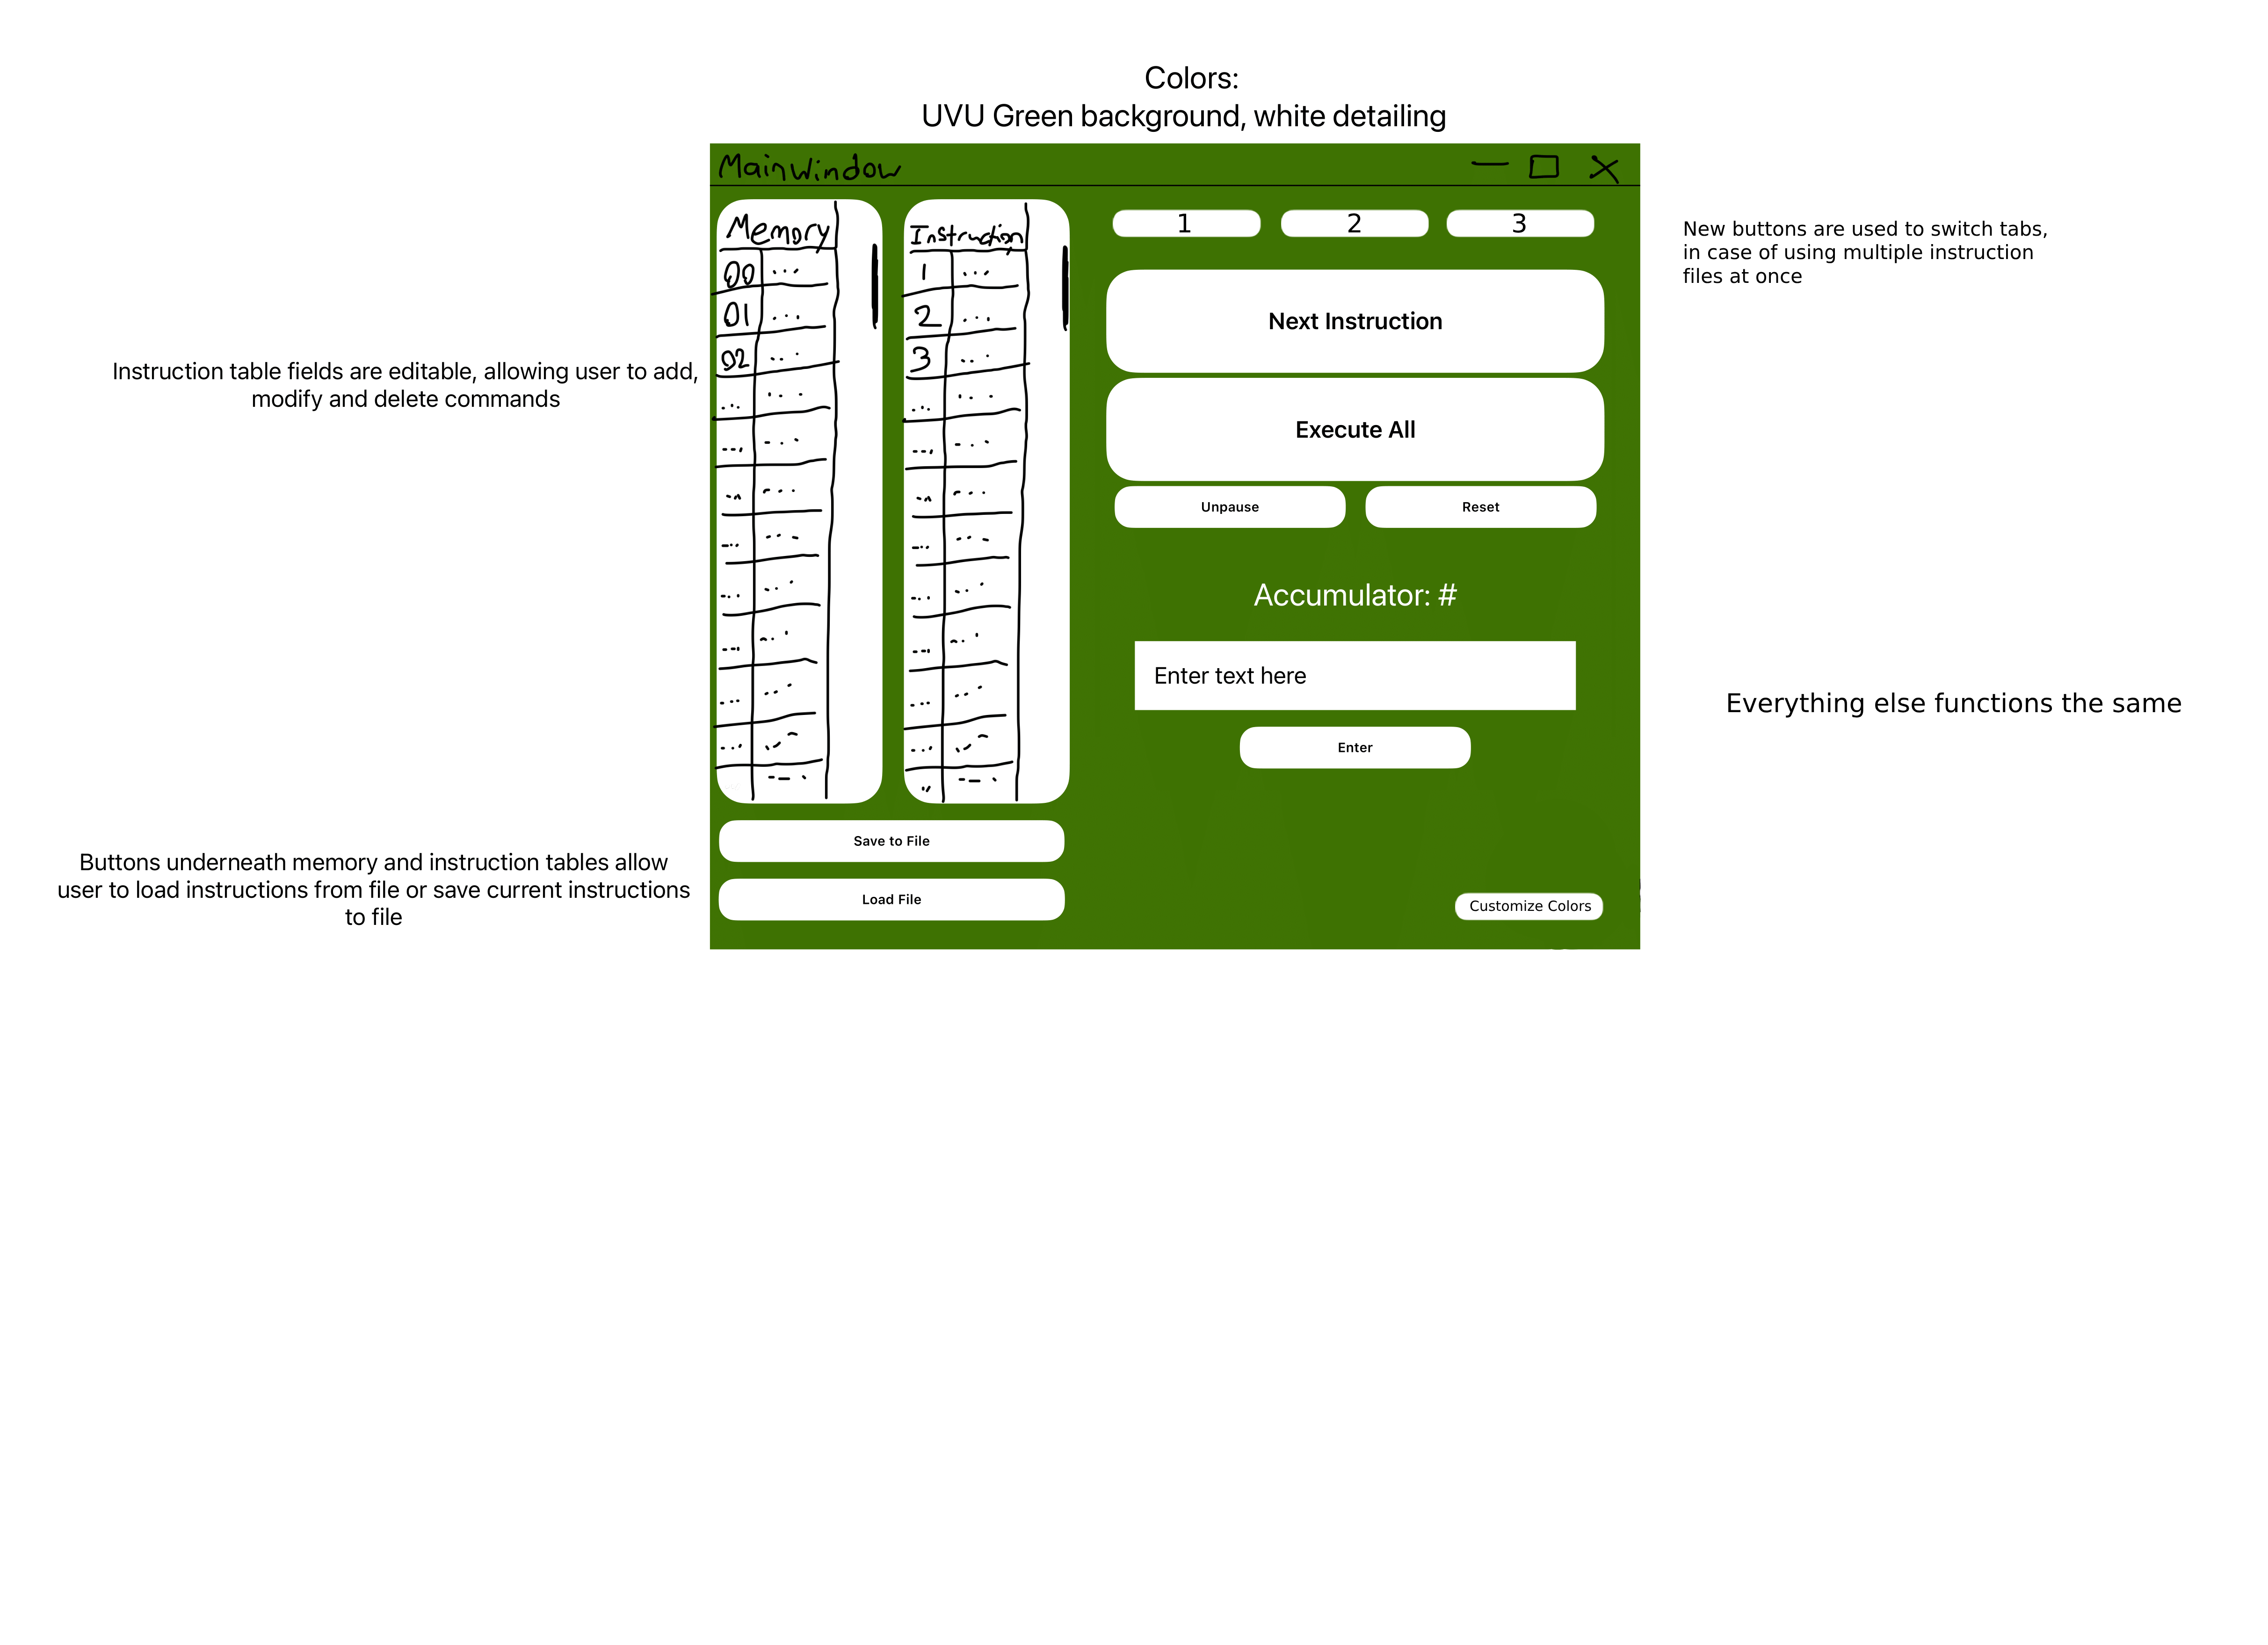 Colors:
UVU Green background, white detailing
MainWindow
Memory
00 ...
01 ...
02 ...
Instruction
1 ...
2 ...
3 ...
1
2
3
Next Instruction
Execute All
Unpause
Reset
Accumulator: #
Enter text here
Enter
Save to File
Load File
Customize Colors
New buttons are used to switch tabs,
in case of using multiple instruction
files at once
Instruction table fields are editable, allowing user to add,
modify and delete commands
Everything else functions the same
Buttons underneath memory and instruction tables allow
user to load instructions from file or save current instructions
to file